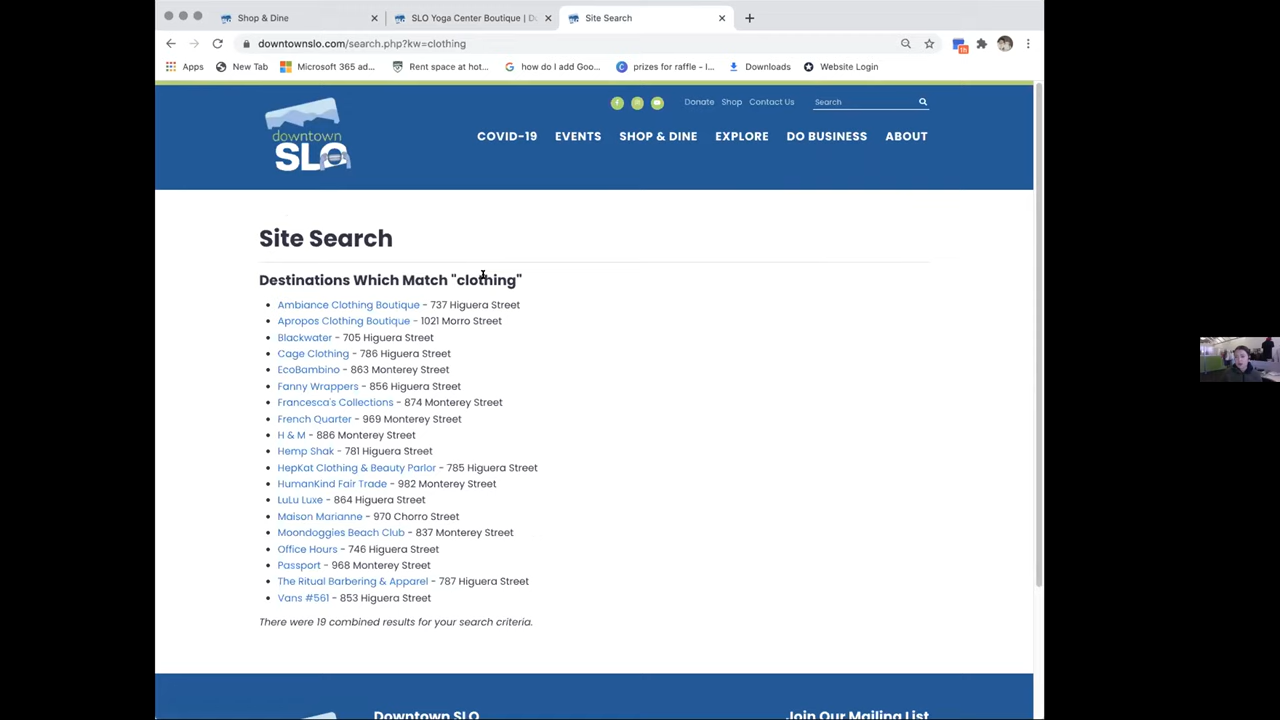 Shop & Dine
SLO Yoga Center Boutique | Do
Site Search
downtownslo.com/search.php?kw=clothing
Apps
New Tab
Microsoft 365 ad...
Rent space at hot...
how do I add Goo...
prizes for raffle – I...
Downloads
Website Login
downtown
SLO
Donate
Shop
Contact Us
Search
COVID-19
EVENTS
SHOP & DINE
EXPLORE
DO BUSINESS
ABOUT
Site Search
Destinations Which Match "clothing"
• Ambiance Clothing Boutique - 737 Higuera Street
• Apropos Clothing Boutique - 1021 Morro Street
• Blackwater - 705 Higuera Street
• Cage Clothing - 786 Higuera Street
• EcoBambino - 863 Monterey Street
• Fanny Wrappers - 856 Higuera Street
• Francesca's Collections - 874 Monterey Street
• French Quarter - 969 Monterey Street
• H & M - 886 Monterey Street
• Hemp Shak - 781 Higuera Street
• HepKat Clothing & Beauty Parlor - 785 Higuera Street
• HumanKind Fair Trade - 982 Monterey Street
• LuLu Luxe - 864 Higuera Street
• Maison Marianne - 970 Chorro Street
• Moondoggies Beach Club - 837 Monterey Street
• Office Hours - 746 Higuera Street
• Passport - 968 Monterey Street
• The Ritual Barbering & Apparel - 787 Higuera Street
• Vans #561 - 853 Higuera Street
There were 19 combined results for your search criteria.
Downtown SLO
Join Our Mailing List